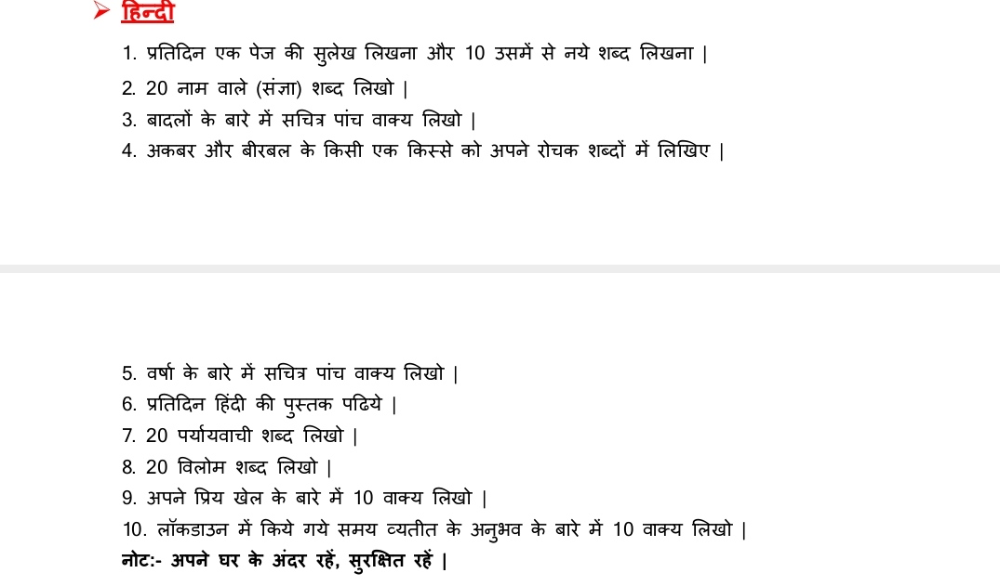 हिन्दी
1. प्रतिदिन एक पेज की सुलेख लिखना और 10 उसमें से नये शब्द लिखना |
2. 20 नाम वाले (संज्ञा) शब्द लिखो |
3. बादलों के बारे में सचित्र पांच वाक्य लिखो |
4. अकबर और बीरबल के किसी एक किस्से को अपने रोचक शब्दों में लिखिए |
5. वर्षा के बारे में सचित्र पांच वाक्य लिखो |
6. प्रतिदिन हिंदी की पुस्तक पढिये |
7. 20 पर्यायवाची शब्द लिखो |
8. 20 विलोम शब्द लिखो |
9. अपने प्रिय खेल के बारे में 10 वाक्य लिखो |
10. लॉकडाउन में किये गये समय व्यतीत के अनुभव के बारे में 10 वाक्य लिखो |
नोट:- अपने घर के अंदर रहें, सुरक्षित रहें |